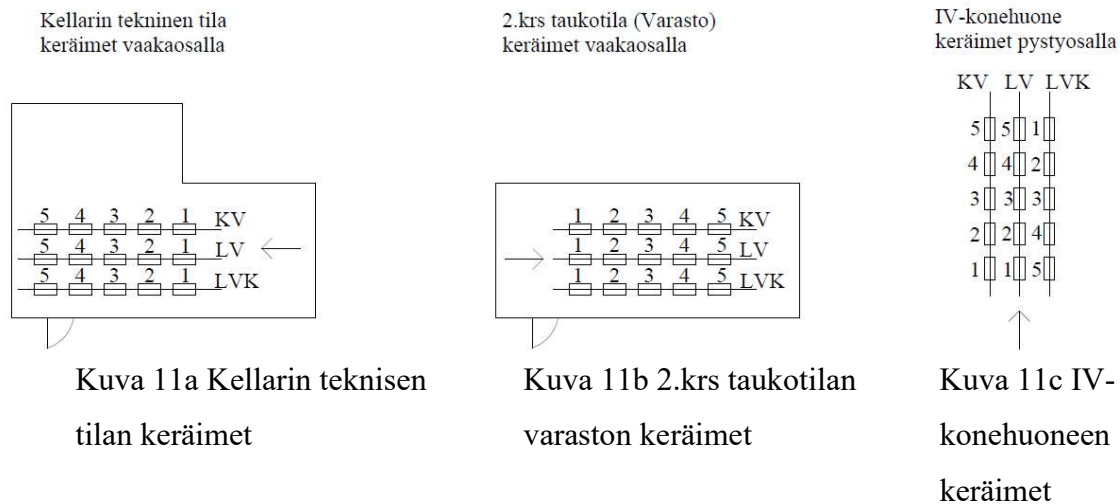 Kellarin tekninen tila
keräimet vaakaosalla
5 4 3 2 1 KV
5 4 3 2 1 LV
5 4 3 2 1 LVK
Kuva 11a Kellarin teknisen
tilan keräimet
2.krs taukotila (Varasto)
keräimet vaakaosalla
1 2 3 4 5 KV
1 2 3 4 5 LV
1 2 3 4 5 LVK
Kuva 11b 2.krs taukotilan
varaston keräimet
IV-konehuone
keräimet pystyosalla
KV LV LVK
5 5 1
4 4 2
3 3 3
2 2 4
1 1 5
Kuva 11c IV-
konehuoneen
keräimet